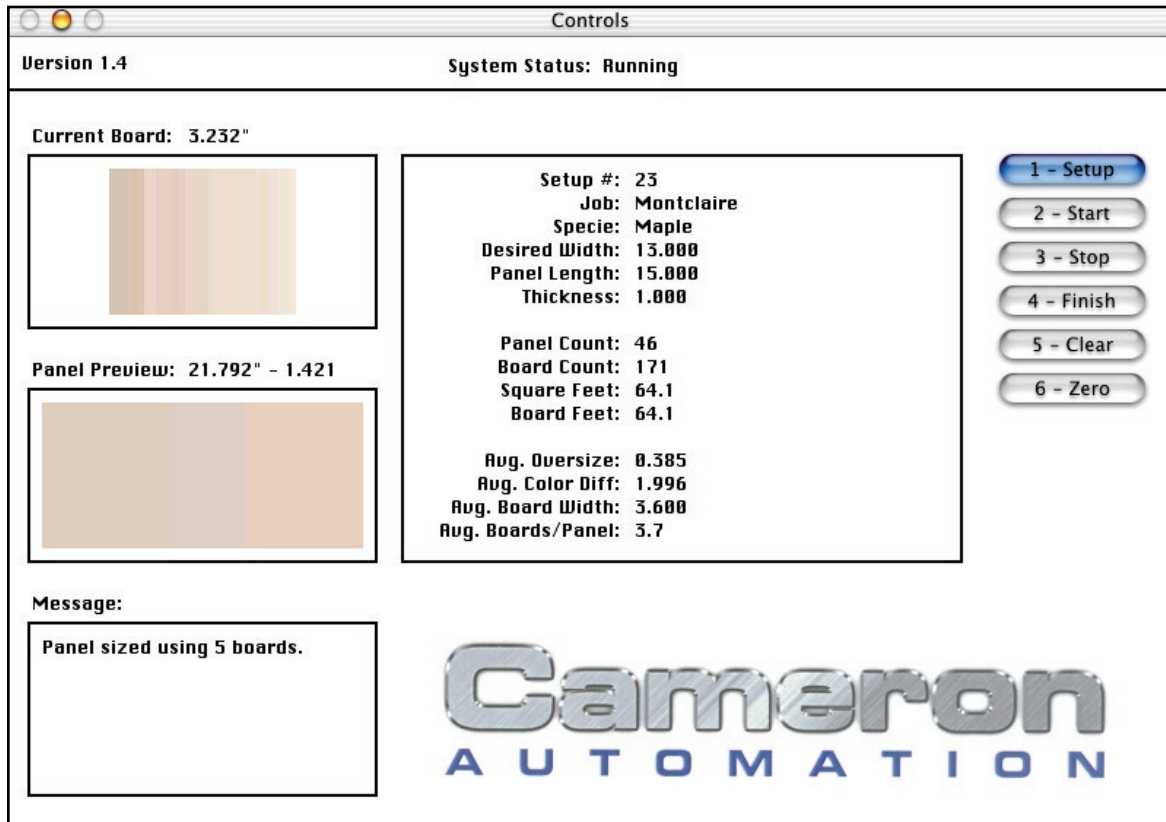 Controls
Version 1.4
System Status: Running
Current Board: 3.232"
Panel Preview: 21.792" - 1.421
Message:
Panel sized using 5 boards.
Setup #: 23
Job: Montclaire
Specie: Maple
Desired Width: 13.000
Panel Length: 15.000
Thickness: 1.000
Panel Count: 46
Board Count: 171
Square Feet: 64.1
Board Feet: 64.1
Avg. Oversize: 0.385
Avg. Color Diff: 1.996
Avg. Board Width: 3.600
Avg. Boards/Panel: 3.7
1 - Setup
2 - Start
3 - Stop
4 - Finish
5 - Clear
6 - Zero
Cameron
AUTOMATION